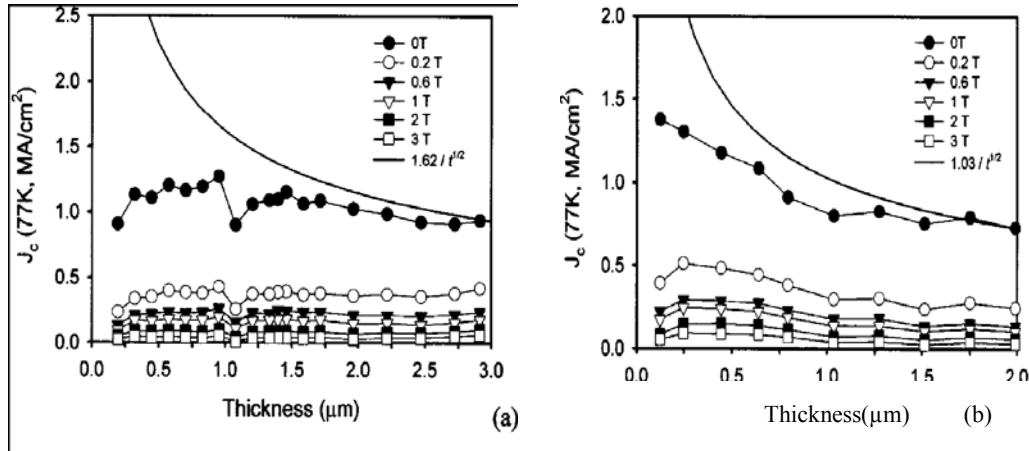 2.5
2.0
1.5
1.0
0.5
0.0
J_c (77K, MA/cm²)
0T
0.2 T
0.6 T
1 T
2 T
3 T
1.62 / t^1/2
0.0 0.5 1.0 1.5 2.0 2.5 3.0
Thickness (μm)
(a)
(b)
2.0
1.5
1.0
0.5
0.0
J_c (77K, MA/cm²)
0T
0.2 T
0.6 T
1 T
2 T
3 T
1.03 / t^1/2
0.0 0.5 1.0 1.5 2.0
Thickness(μm) (b)